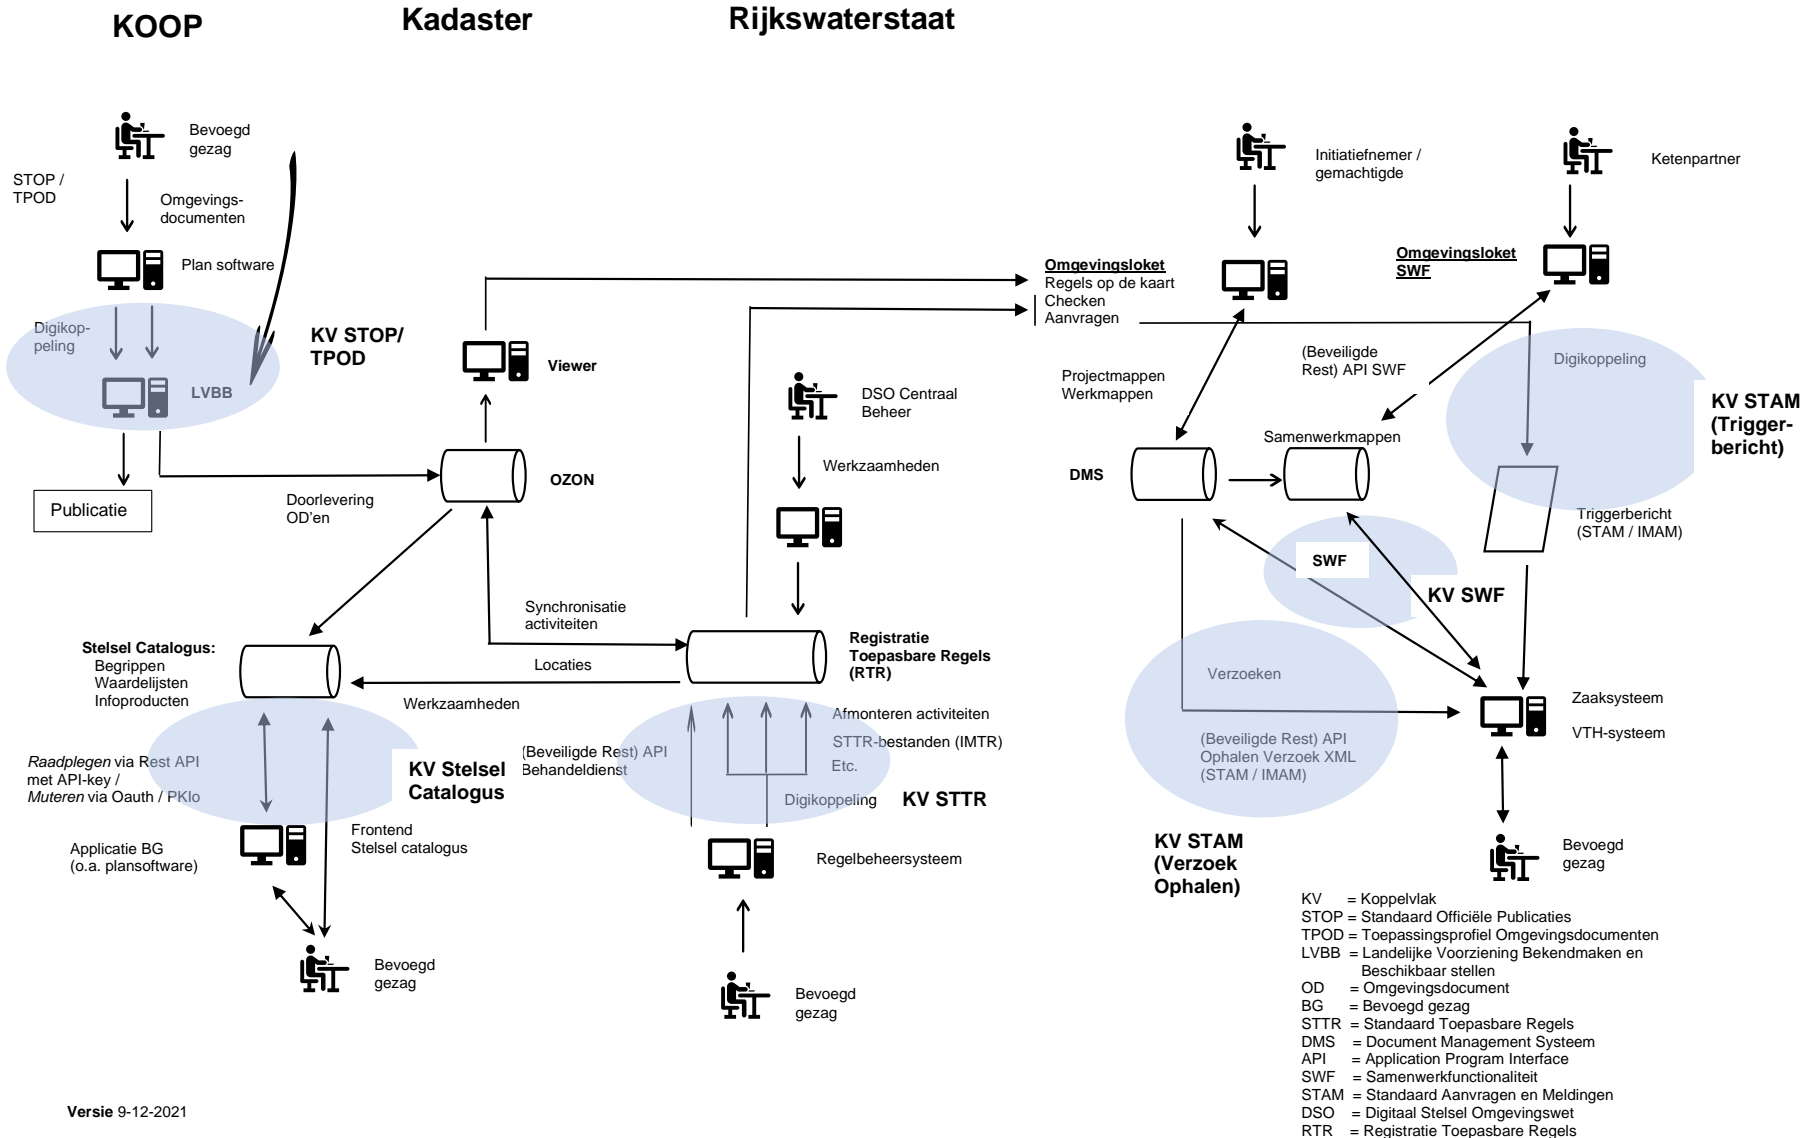 KOOP
Kadaster
Rijkswaterstaat
Bevoegd
gezag
STOP /
TPOD
Omgevings-
documenten
Plan software
Digikop-
peling
LVBB
KV STOP/
TPOD
Publicatie
Doorlevering
OD'en
Viewer
OZON
DSO Centraal
Beheer
Werkzaamheden
Synchronisatie
activiteiten
Locaties
Werkzaamheden
Stelsel Catalogus:
Begrippen
Waardelijsten
Infoproducten
Registratie
Toepasbare Regels
(RTR)
Raadplegen via Rest API
met API-key /
Muteren via Oauth / PKIo
KV Stelsel
Catalogus
(Beveiligde Rest) API
Behandeldienst
Afmonteren activiteiten
STTR-bestanden (IMTR)
Etc.
Digikoppeling
KV STTR
Applicatie BG
(o.a. plansoftware)
Frontend
Stelsel catalogus
Regelbeheersysteem
Bevoegd
gezag
Bevoegd
gezag
Versie 9-12-2021
Initiatiefnemer /
gemachtigde
Ketenpartner
Omgevingsloket
Regels op de kaart
Checken
Aanvragen
Omgevingsloket
SWF
Projectmappen
Werkmappen
(Beveiligde
Rest) API SWF
Digikoppeling
KV STAM
(Trigger-
bericht)
Samenwerkmappen
DMS
Triggerbericht
(STAM / IMAM)
SWF
KV SWF
Verzoeken
(Beveiligde Rest) API
Ophalen Verzoek XML
(STAM / IMAM)
Zaaksysteem
VTH-systeem
KV STAM
(Verzoek
Ophalen)
Bevoegd
gezag
KV = Koppelvlak
STOP = Standaard Officiële Publicaties
TPOD = Toepassingsprofiel Omgevingsdocumenten
LVBB = Landelijke Voorziening Bekendmaken en
Beschikbaar stellen
OD = Omgevingsdocument
BG = Bevoegd gezag
STTR = Standaard Toepasbare Regels
DMS = Document Management Systeem
API = Application Program Interface
SWF = Samenwerkfunctionaliteit
STAM = Standaard Aanvragen en Meldingen
DSO = Digitaal Stelsel Omgevingswet
RTR = Registratie Toepasbare Regels